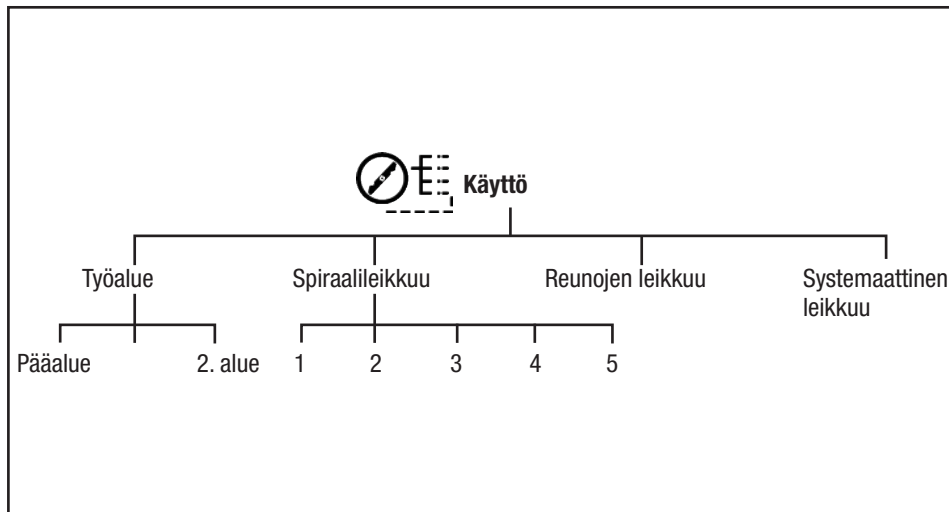 Käyttö
Työalue
Spiraalileikkuu
Reunojen leikkuu
Systemaattinen
leikkuu
Pääalue
2. alue
1
2
3
4
5